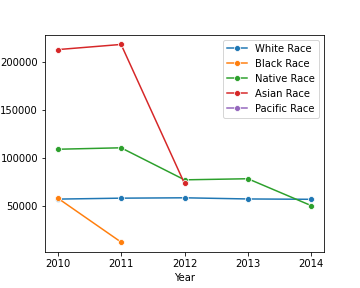 White Race
Black Race
Native Race
Asian Race
Pacific Race
200000
150000
100000
50000
2010 2011 2012 2013 2014
Year